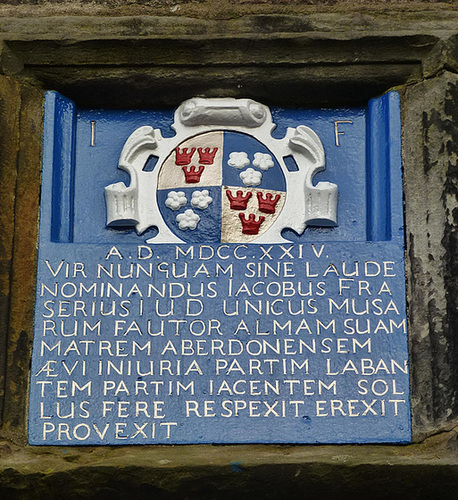 I F
A.D. MDCC.XXIV.
VIR NUNQUAM SINE LAUDE
NOMINANDUS IACOBUS FRA
SERIUS I U D UNICUS MUSA
RUM FAUTOR ALMAM SUAM
MATREM ABERDONENSEM
ÆVI INIURIA PARTIM LABAN
TEM PARTIM IACENTEM SOL
LUS FERE RESPEXIT EREXIT
PROVEXIT